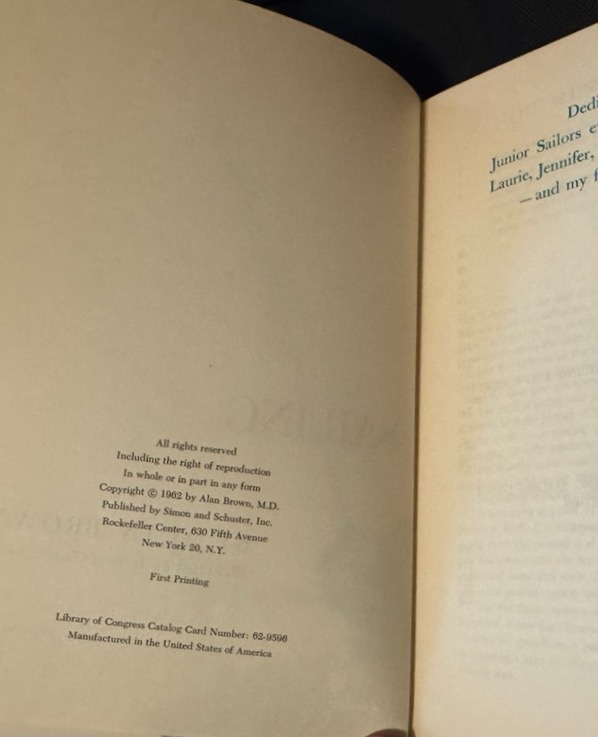 All rights reserved
Including the right of reproduction
In whole or in part in any form
Copyright © 1962 by Alan Brown, M.D.
Published by Simon and Schuster, Inc.
Rockefeller Center, 630 Fifth Avenue
New York 20, N.Y.
First Printing
Library of Congress Catalog Card Number: 62-9596
Manufactured in the United States of America
Dedi
Junior Sailors e
Laurie, Jennifer,
—and my f